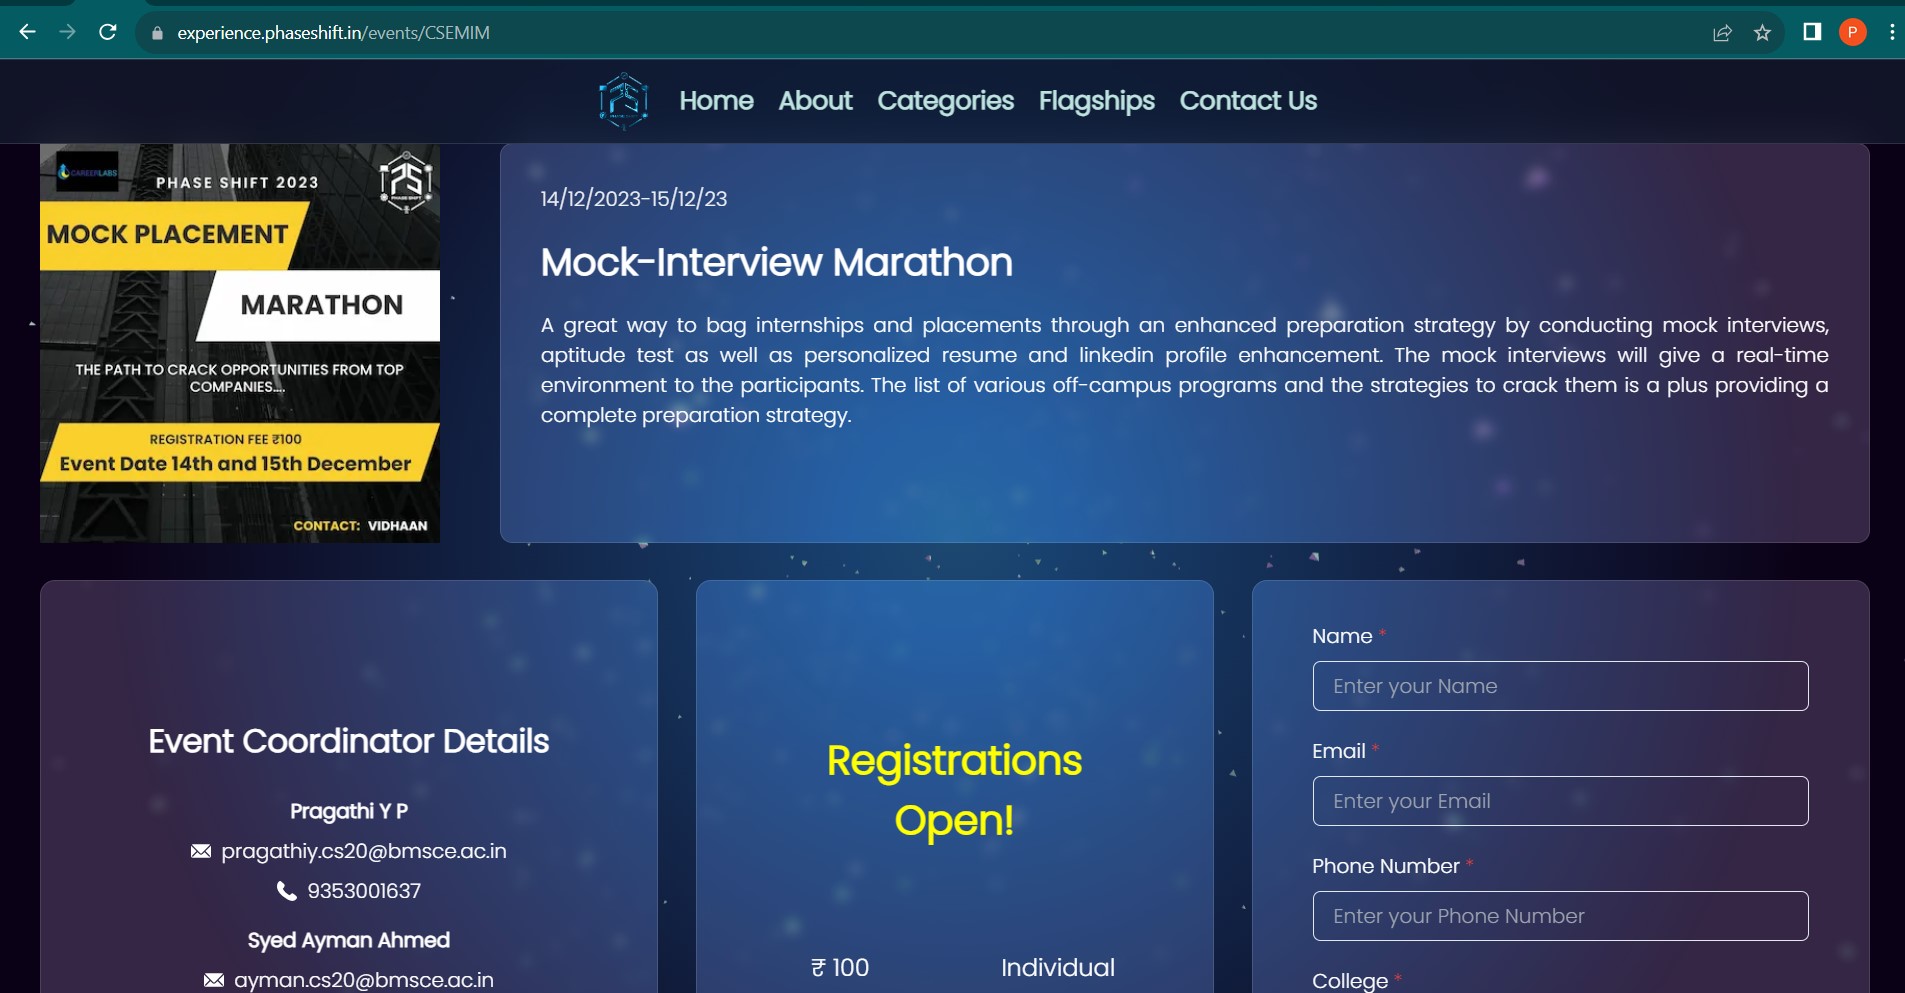 experience.phaseshift.in/events/CSEMIM
P
Home About Categories Flagships Contact Us
CAREERLABS
PHASE SHIFT 2023
PHASE SHIFT
MOCK PLACEMENT
MARATHON
THE PATH TO CRACK OPPORTUNITIES FROM TOP
COMPANIES....
REGISTRATION FEE ₹100
Event Date 14th and 15th December
CONTACT: VIDHAAN
14/12/2023-15/12/23
Mock-Interview Marathon
A great way to bag internships and placements through an enhanced preparation strategy by conducting mock interviews,
aptitude test as well as personalized resume and linkedin profile enhancement. The mock interviews will give a real-time
environment to the participants. The list of various off-campus programs and the strategies to crack them is a plus providing a
complete preparation strategy.
Event Coordinator Details
Pragathi Y P
pragathiy.cs20@bmsce.ac.in
9353001637
Syed Ayman Ahmed
ayman.cs20@bmsce.ac.in
Registrations
Open!
₹ 100 Individual
Name *
Enter your Name
Email *
Enter your Email
Phone Number *
Enter your Phone Number
College *